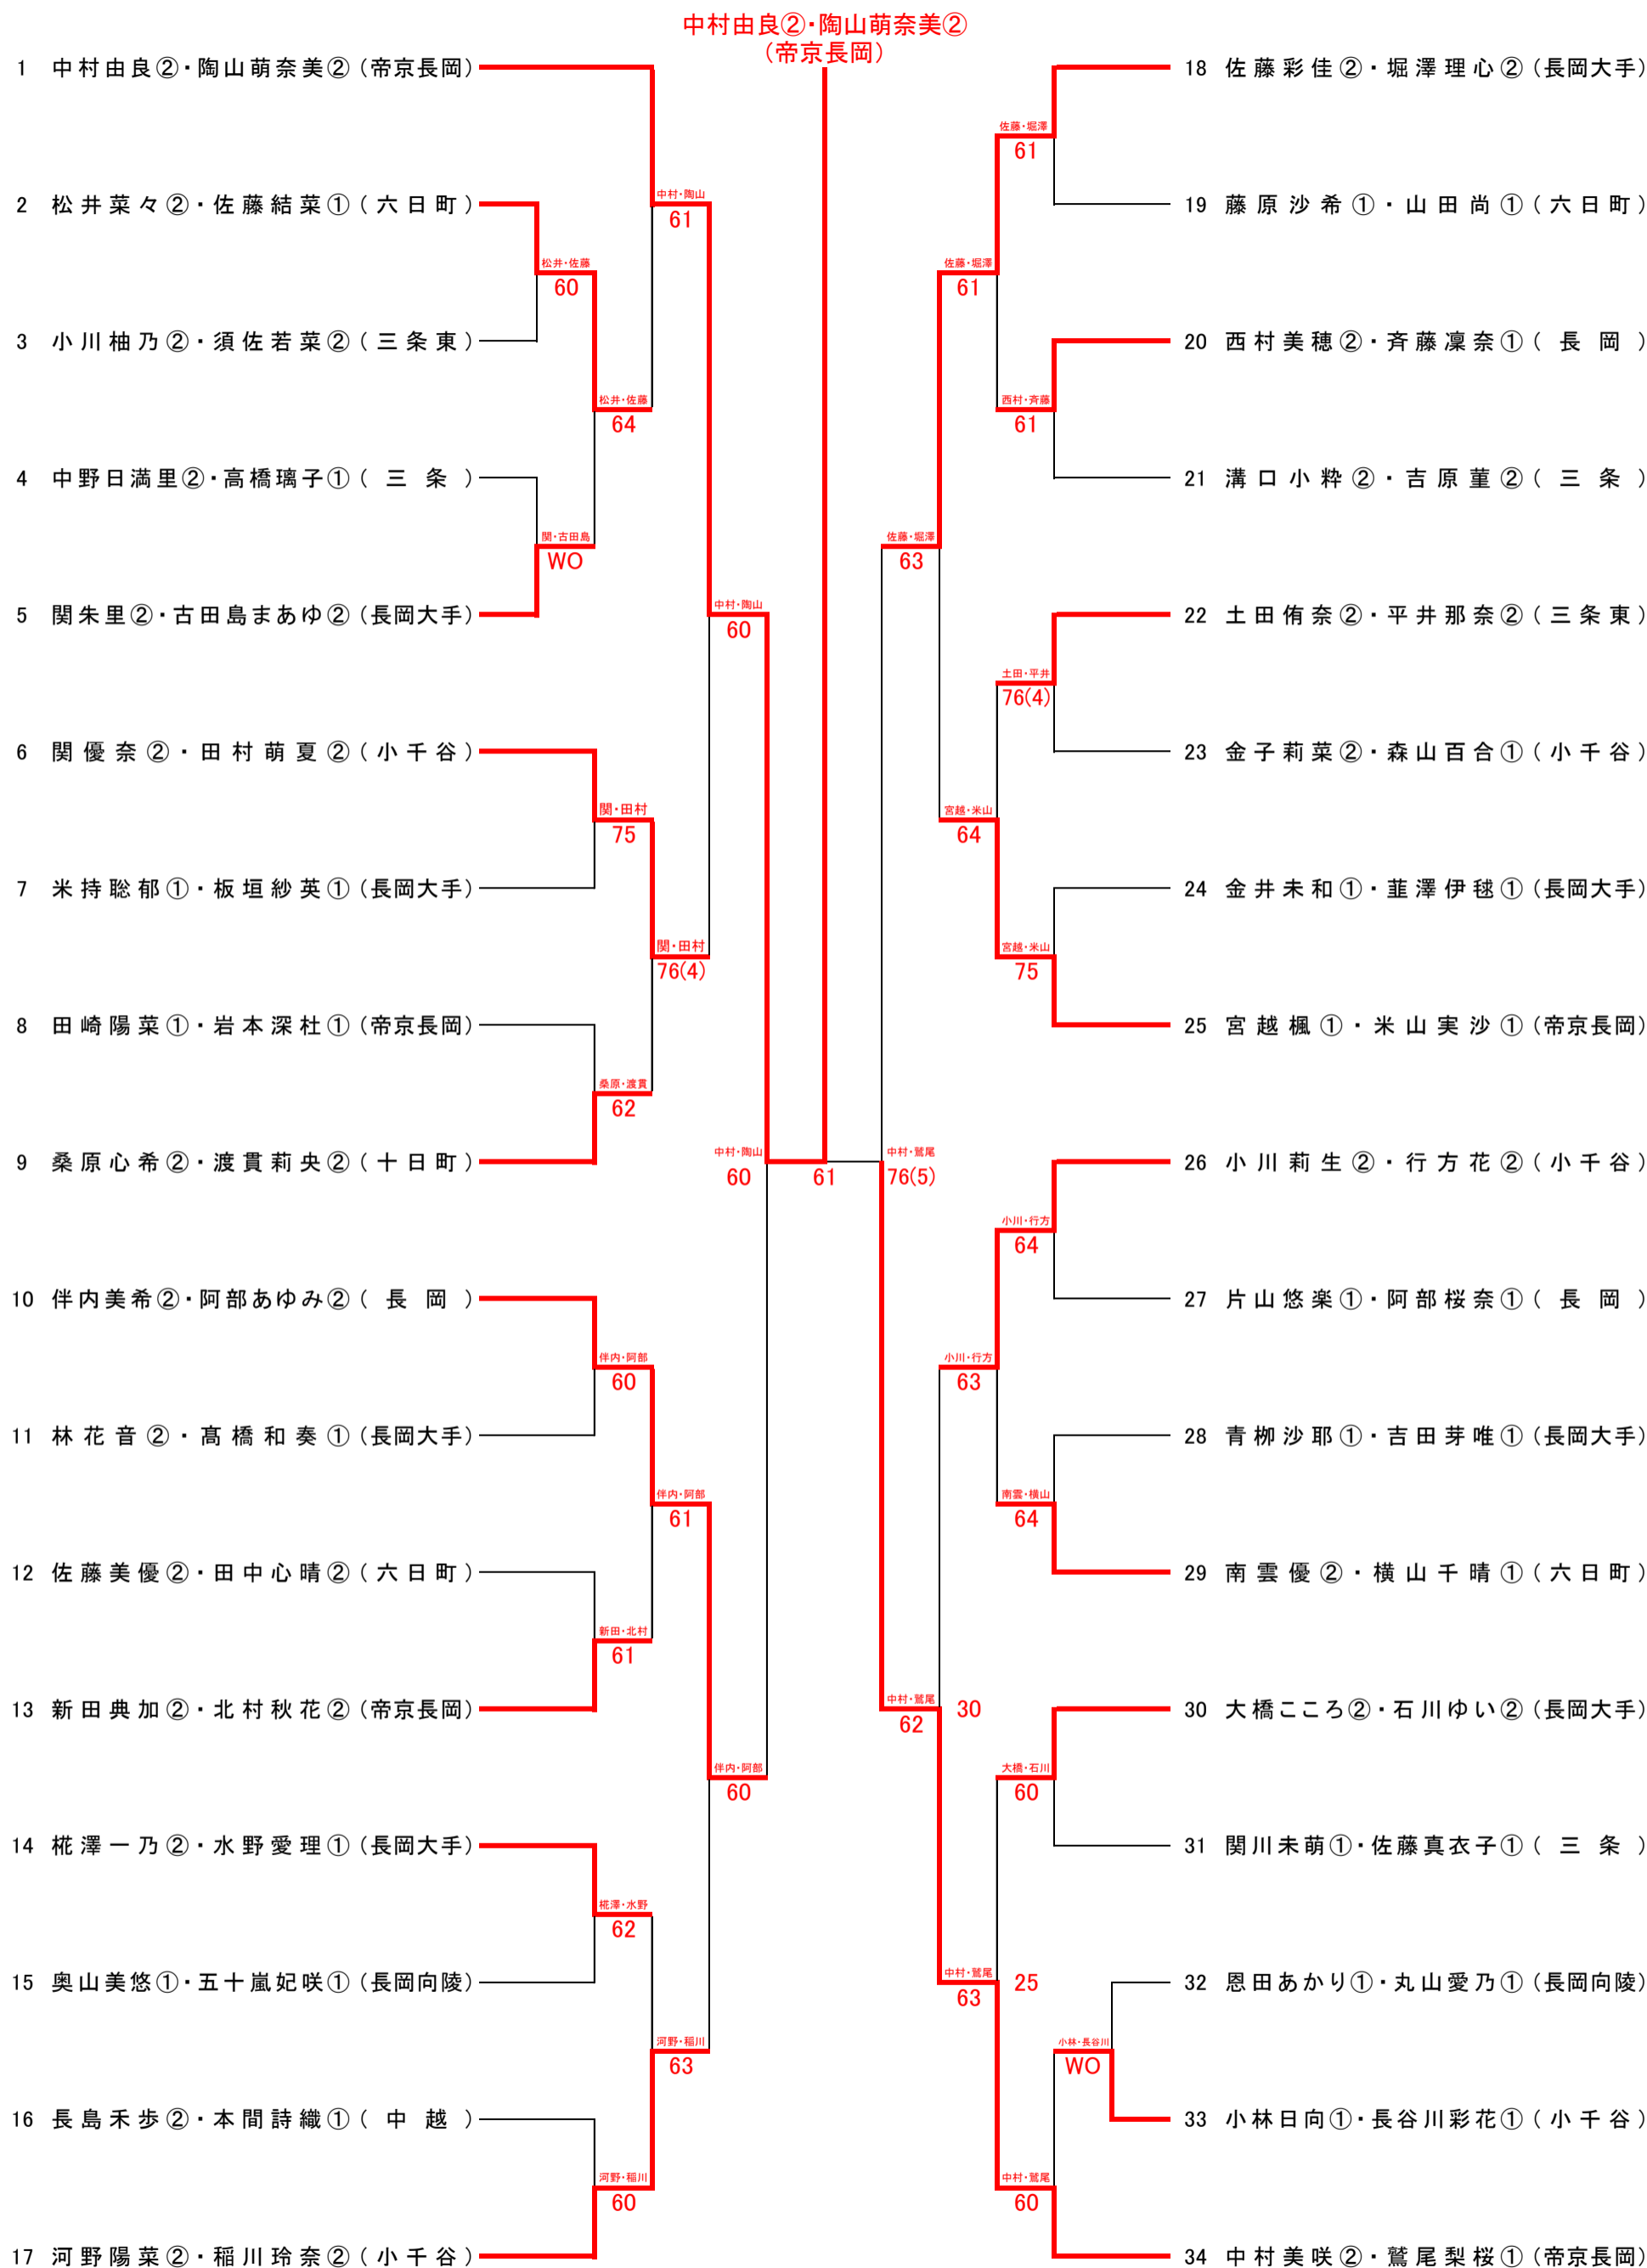 中村由良②・陶山萌奈美②
（帝京長岡）
1 中村由良②・陶山萌奈美②（帝京長岡）
2 松井菜々②・佐藤結菜①（六日町）
3 小川柚乃②・須佐若菜②（三条東）
4 中野日満里②・高橋璃子①（三条）
5 関朱里②・古田島まあゆ②（長岡大手）
6 関優奈②・田村萌夏②（小千谷）
7 米持聡郁①・板垣紗英①（長岡大手）
8 田崎陽菜①・岩本深杜①（帝京長岡）
9 桑原心希②・渡貫莉央②（十日町）
10 伴内美希②・阿部あゆみ②（長岡）
11 林花音②・髙橋和奏①（長岡大手）
12 佐藤美優②・田中心晴②（六日町）
13 新田典加②・北村秋花②（帝京長岡）
14 椛澤一乃②・水野愛理①（長岡大手）
15 奥山美悠①・五十嵐妃咲①（長岡向陵）
16 長島禾歩②・本間詩織①（中越）
17 河野陽菜②・稲川玲奈②（小千谷）
松井・佐藤
60
関・古田島
WO
松井・佐藤
64
関・田村
75
桑原・渡貫
62
伴内・阿部
60
新田・北村
61
椛澤・水野
62
河野・稲川
60
中村・陶山
61
関・田村
76(4)
伴内・阿部
61
河野・稲川
63
中村・陶山
60
伴内・阿部
60
中村・陶山
60
61
中村・鷲尾
76(5)
佐藤・堀澤
63
中村・鷲尾
62
30
佐藤・堀澤
61
宮越・米山
64
小川・行方
63
中村・鷲尾
63
25
佐藤・堀澤
61
西村・斉藤
61
土田・平井
76(4)
宮越・米山
75
小川・行方
64
南雲・横山
64
大橋・石川
60
中村・鷲尾
60
小林・長谷川
WO
18 佐藤彩佳②・堀澤理心②（長岡大手）
19 藤原沙希①・山田尚①（六日町）
20 西村美穂②・斉藤凜奈①（長岡）
21 溝口小粋②・吉原菫②（三条）
22 土田侑奈②・平井那奈②（三条東）
23 金子莉菜②・森山百合①（小千谷）
24 金井未和①・韮澤伊毬①（長岡大手）
25 宮越楓①・米山実沙①（帝京長岡）
26 小川莉生②・行方花②（小千谷）
27 片山悠楽①・阿部桜奈①（長岡）
28 青栁沙耶①・吉田芽唯①（長岡大手）
29 南雲優②・横山千晴①（六日町）
30 大橋こころ②・石川ゆい②（長岡大手）
31 関川未萌①・佐藤真衣子①（三条）
32 恩田あかり①・丸山愛乃①（長岡向陵）
33 小林日向①・長谷川彩花①（小千谷）
34 中村美咲②・鷲尾梨桜①（帝京長岡）